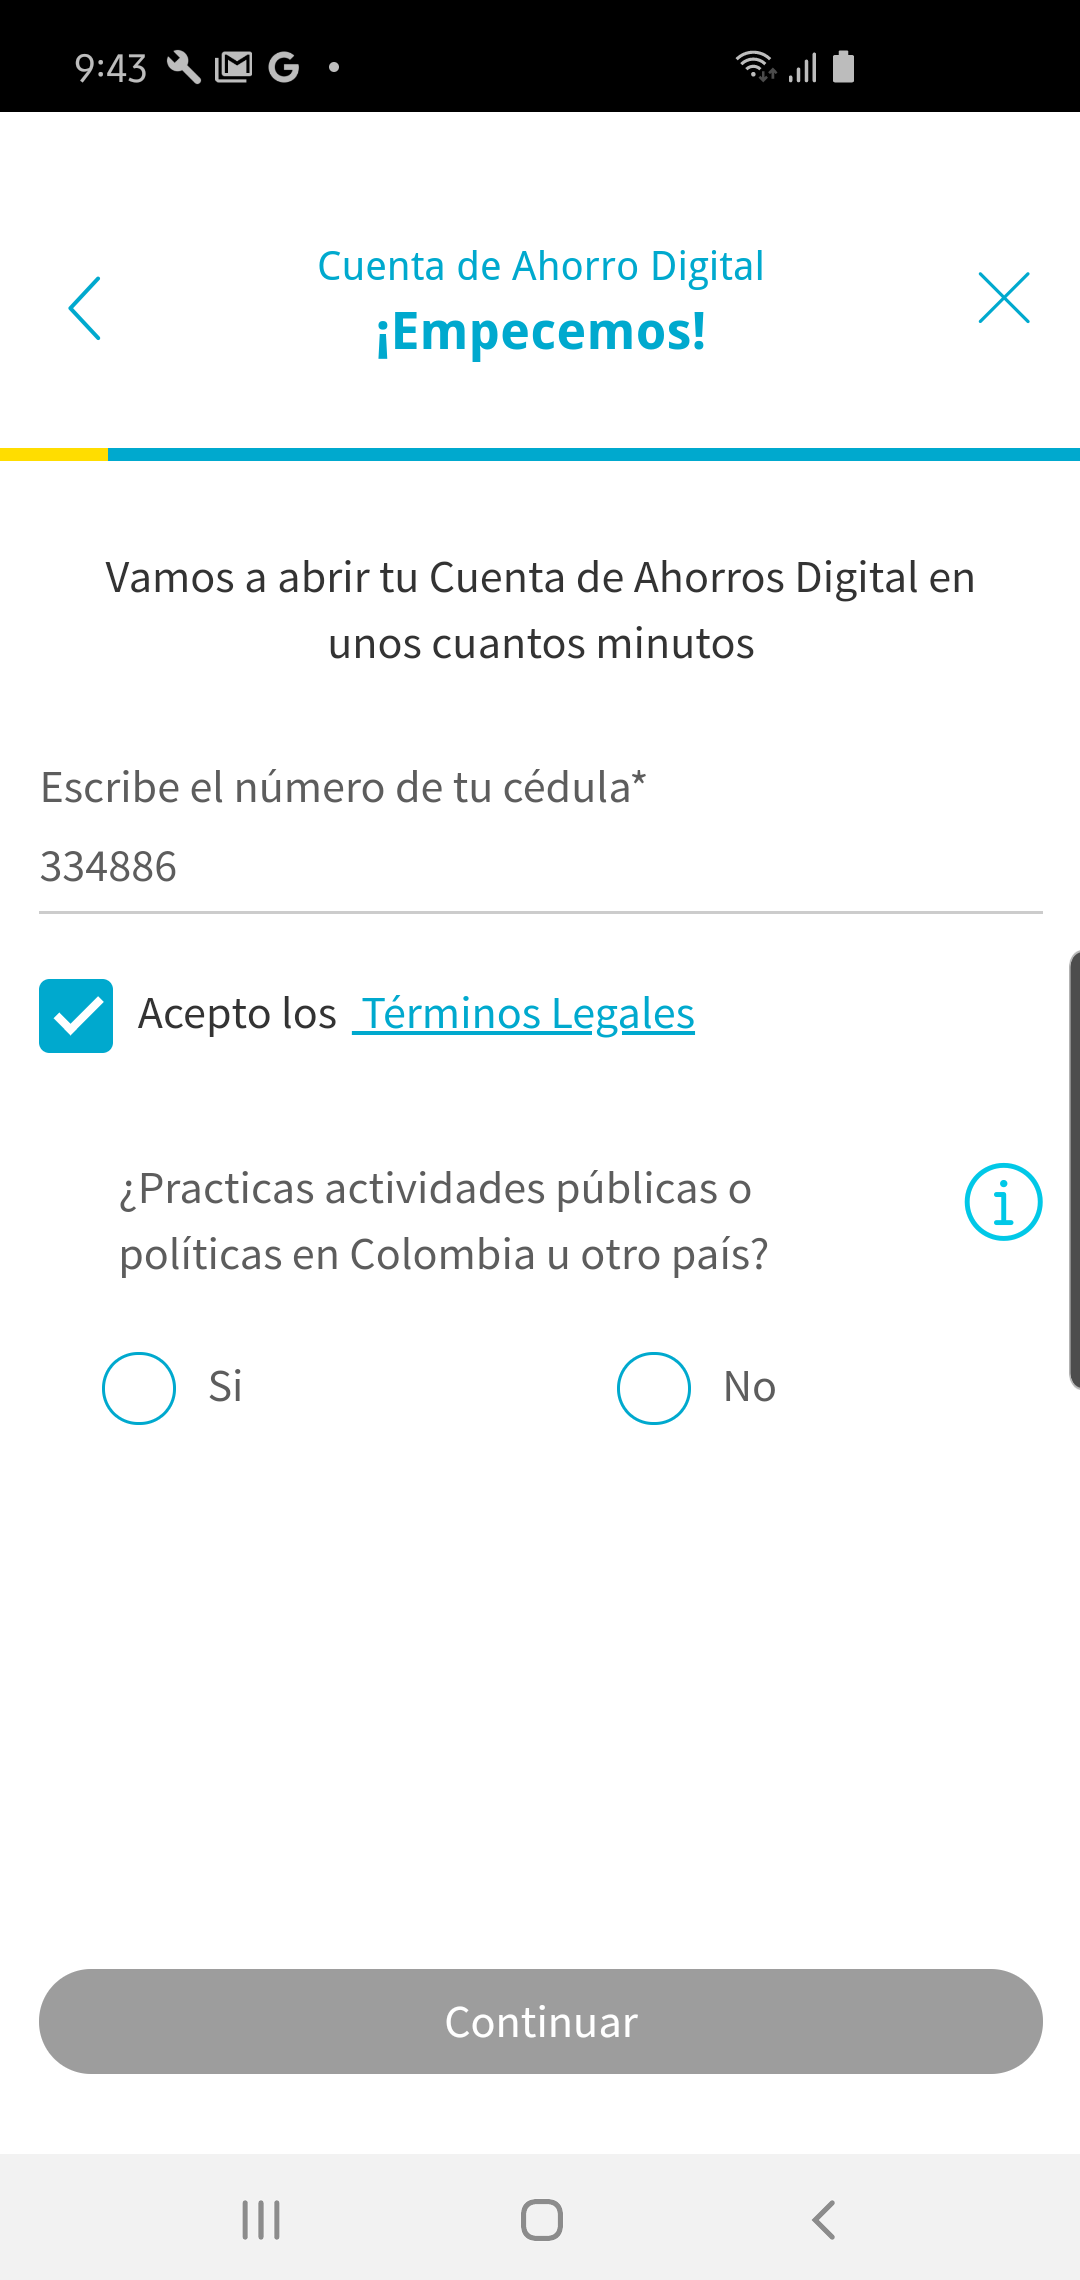 9:43
Cuenta de Ahorro Digital
¡Empecemos!
Vamos a abrir tu Cuenta de Ahorros Digital en
unos cuantos minutos
Escribe el número de tu cédula*
334886
Acepto los Términos Legales
¿Practicas actividades públicas o
políticas en Colombia u otro país?
Si No
Continuar